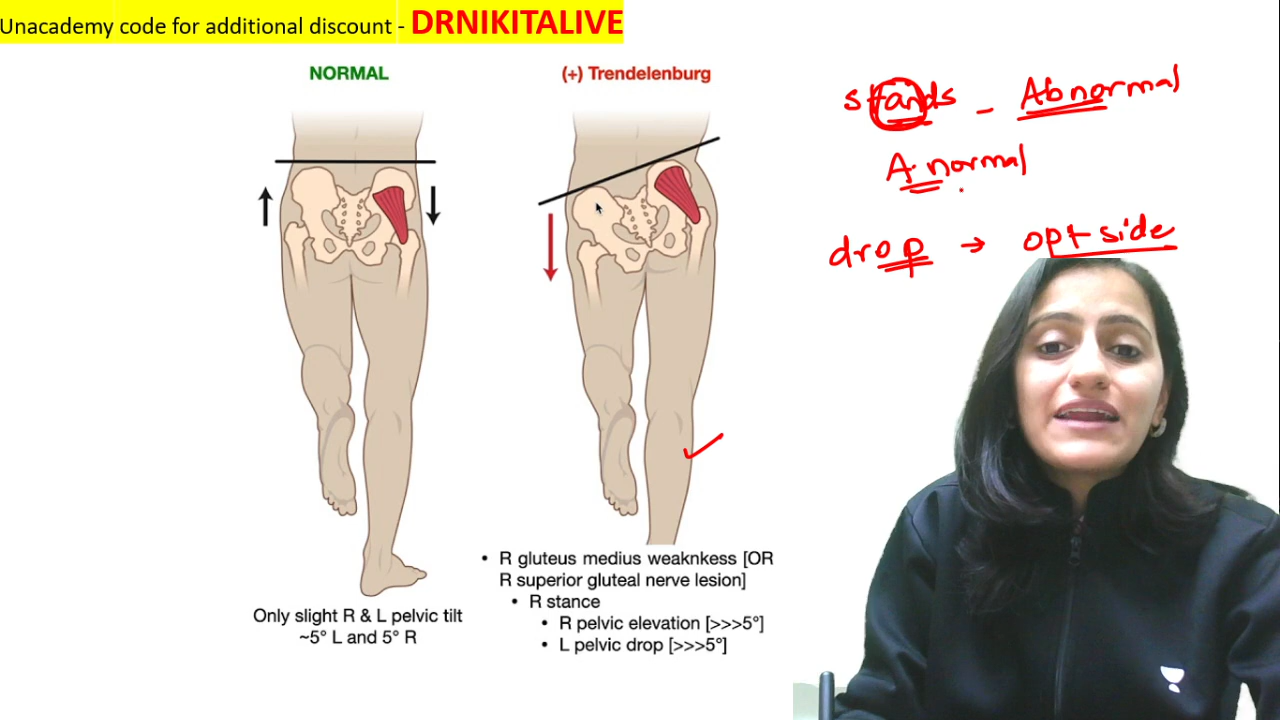 Unacademy code for additional discount - DRNIKITALIVE
NORMAL
(+) Trendelenburg
Only slight R & L pelvic tilt
~5° L and 5° R
• R gluteus medius weaknkess [OR
R superior gluteal nerve lesion]
• R stance
• R pelvic elevation [>>>5°]
• L pelvic drop [>>>5°]
stands - Abnormal
A normal
drop → opt side